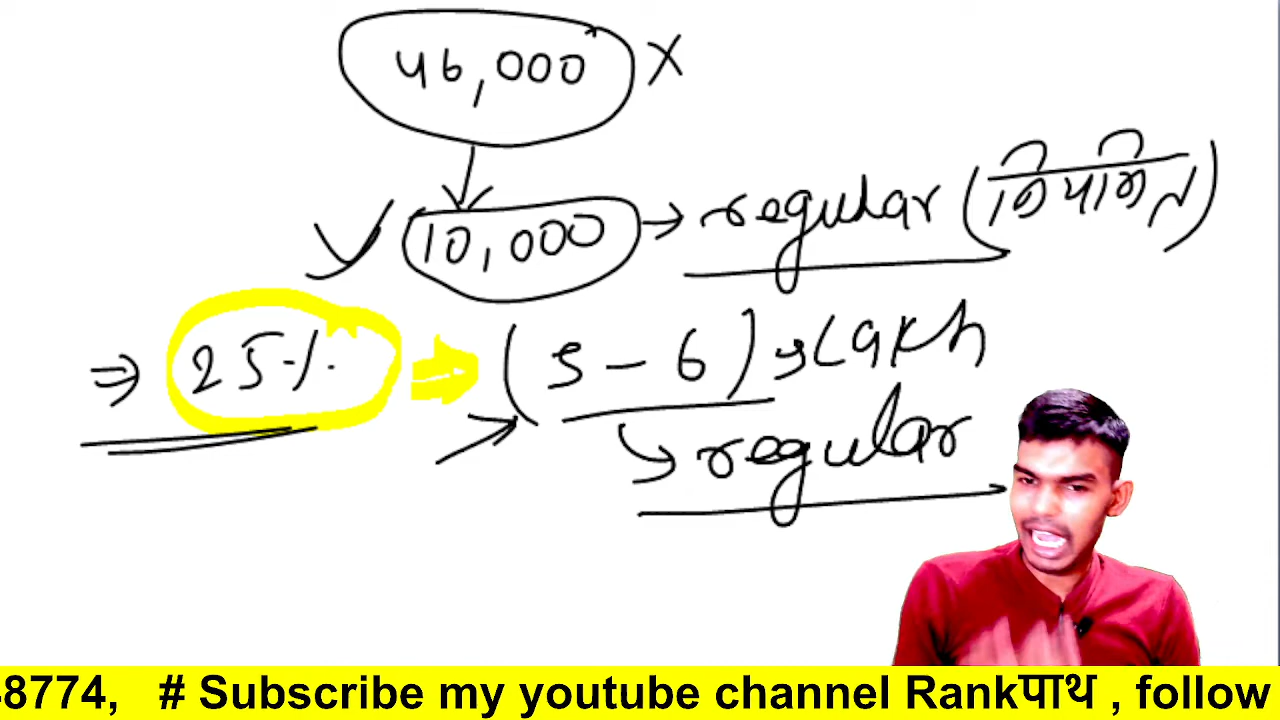 46,000 ×
✓ 10,000 → regular (नियमित)
⇒ 25% ⇒ (5 - 6) → Lakh
↳ regular
8774, # Subscribe my youtube channel Rankपाथ , follow